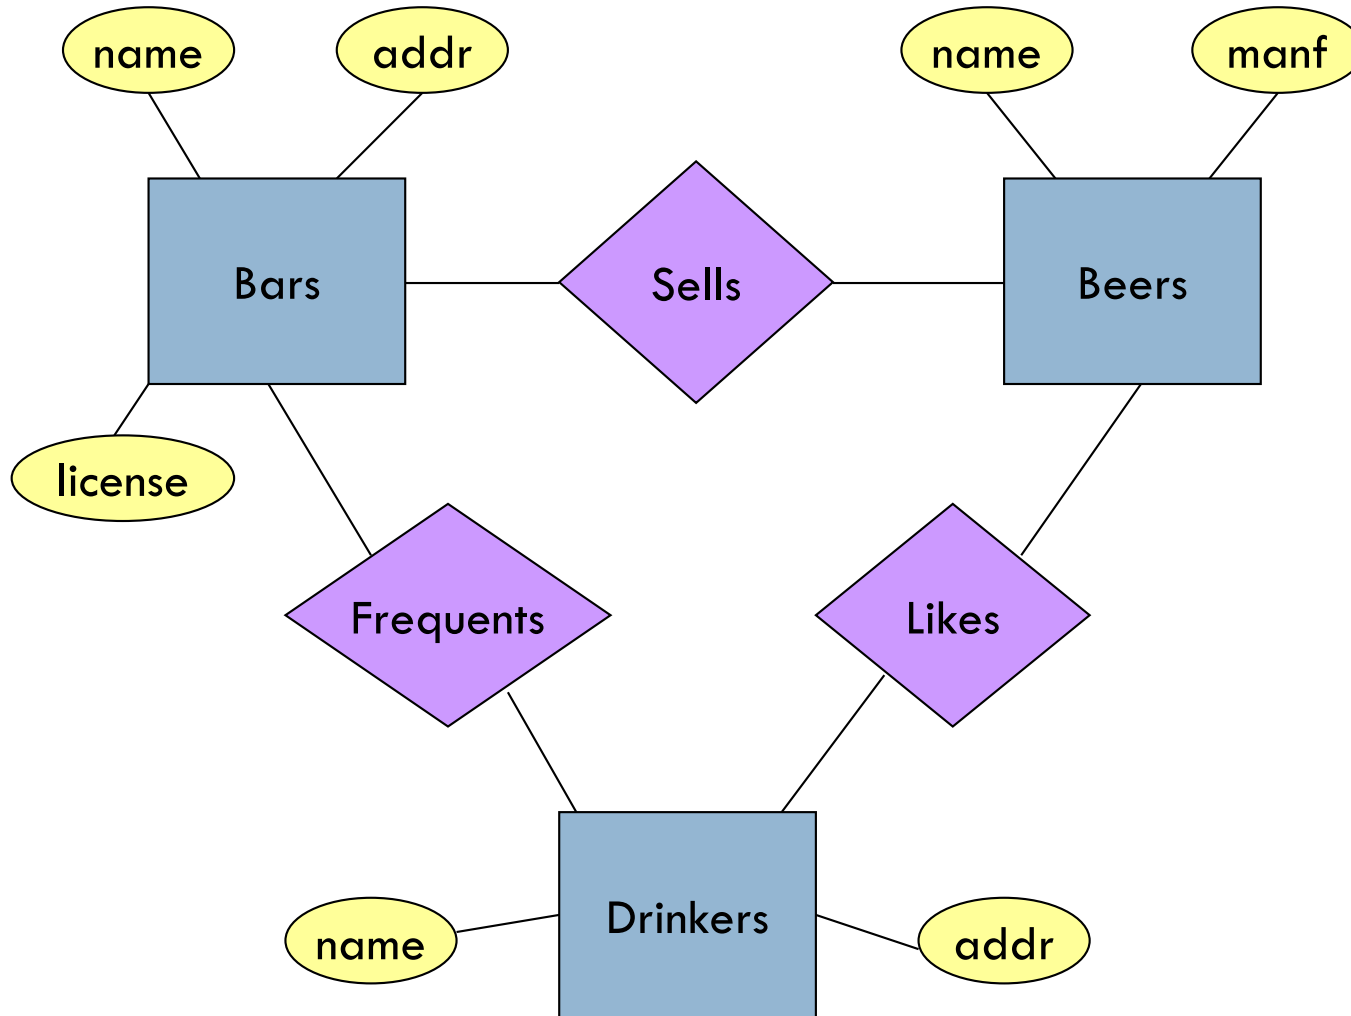 name
addr
name
manf
Bars
Sells
Beers
license
Frequents
Likes
Drinkers
name
addr